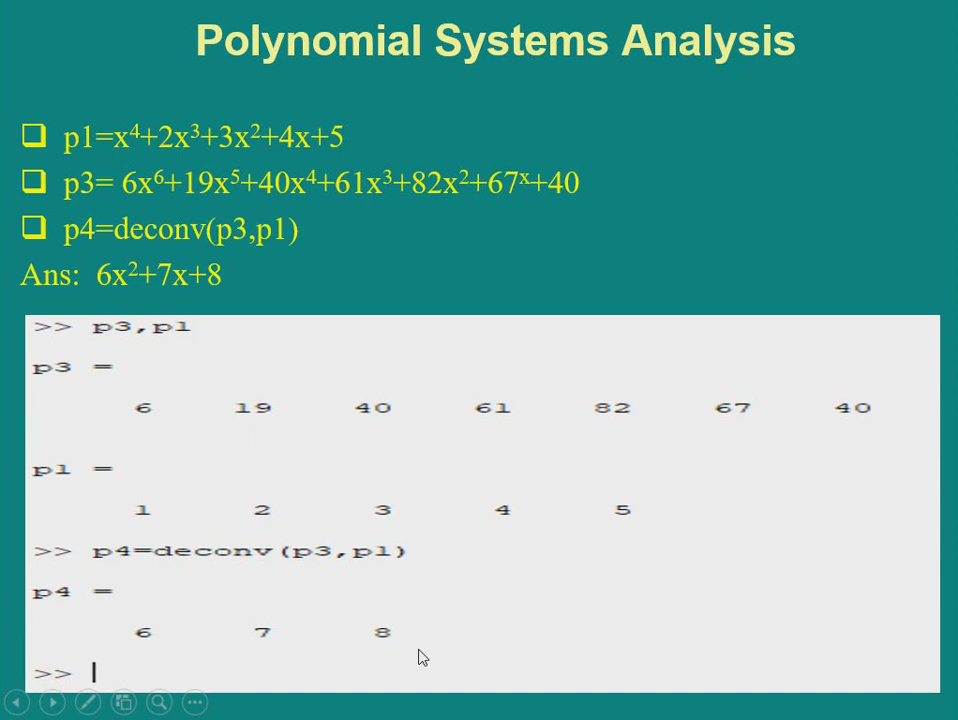 Polynomial Systems Analysis
❑ p1=x⁴+2x³+3x²+4x+5
❑ p3= 6x⁶+19x⁵+40x⁴+61x³+82x²+67ˣ+40
❑ p4=deconv(p3,p1)
Ans: 6x²+7x+8
>> p3,p1
p3 =
6 19 40 61 82 67 40
p1 =
1 2 3 4 5
>> p4=deconv(p3,p1)
p4 =
6 7 8
>>